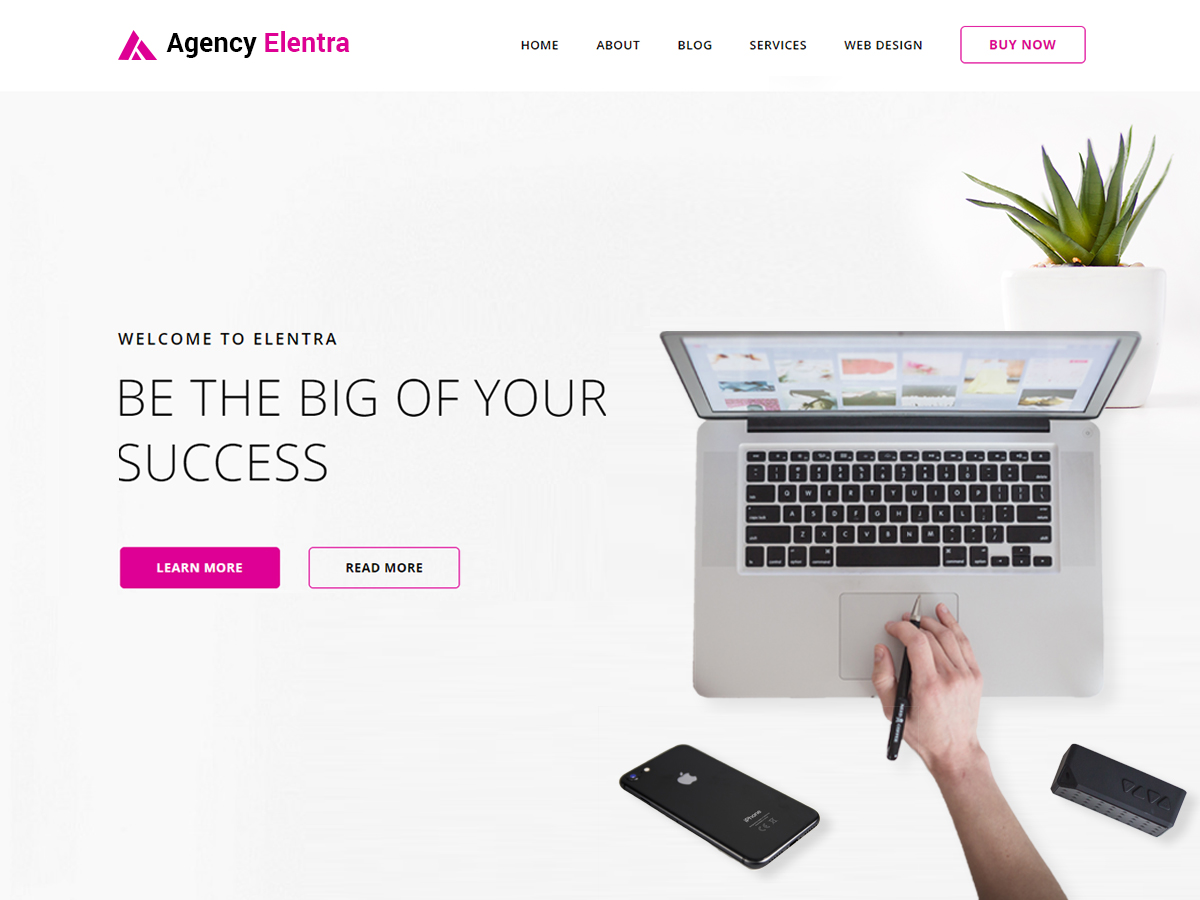 Agency Elentra
HOME ABOUT BLOG SERVICES WEB DESIGN BUY NOW
WELCOME TO ELENTRA
BE THE BIG OF YOUR
SUCCESS
LEARN MORE READ MORE
Q W E R T Y U I O P
A S D F G H J K L
Z X C V B N M
iPhone